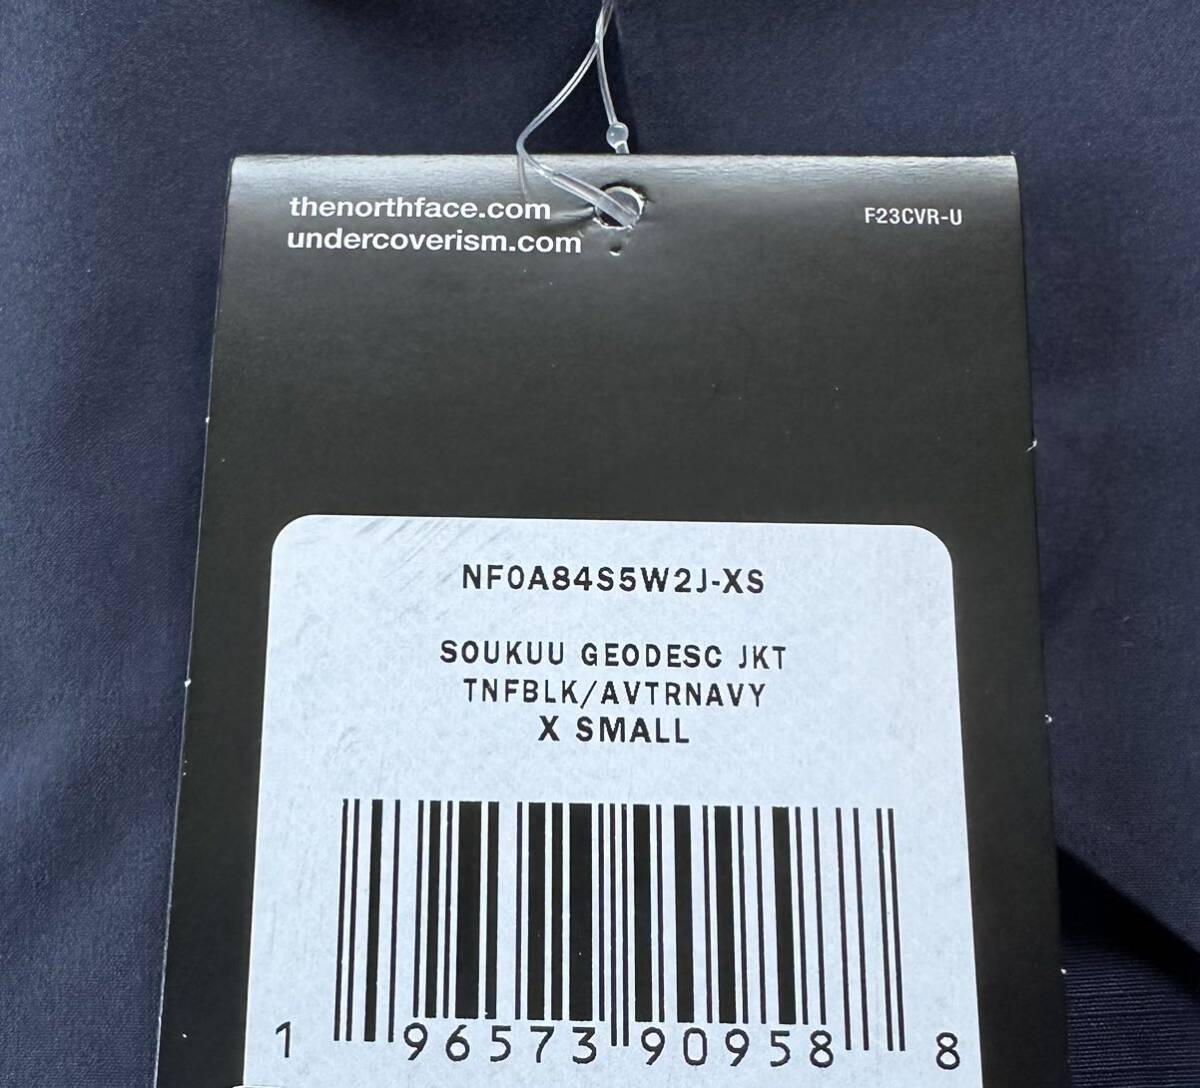 thenorthface.com
undercoverism.com
F23CVR-U
NF0A84S5W2J-XS
SOUKUU GEODESC JKT
TNFBLK/AVTRNAVY
X SMALL
1 96573 90958 8